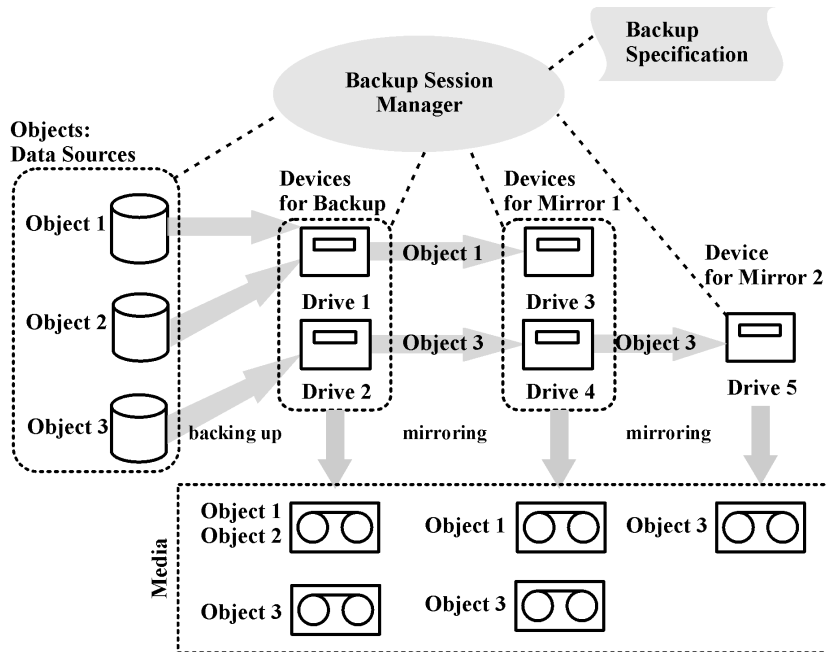 Backup
Specification
Backup Session
Manager
Objects:
Data Sources
Devices
for Backup
Devices
for Mirror 1
Device
for Mirror 2
Object 1
Object 2
Object 3
Object 1
Drive 1
Drive 3
Object 3
Object 3
Drive 2
Drive 4
Drive 5
backing up
mirroring
mirroring
Media
Object 1
Object 2
Object 1
Object 3
Object 3
Object 3